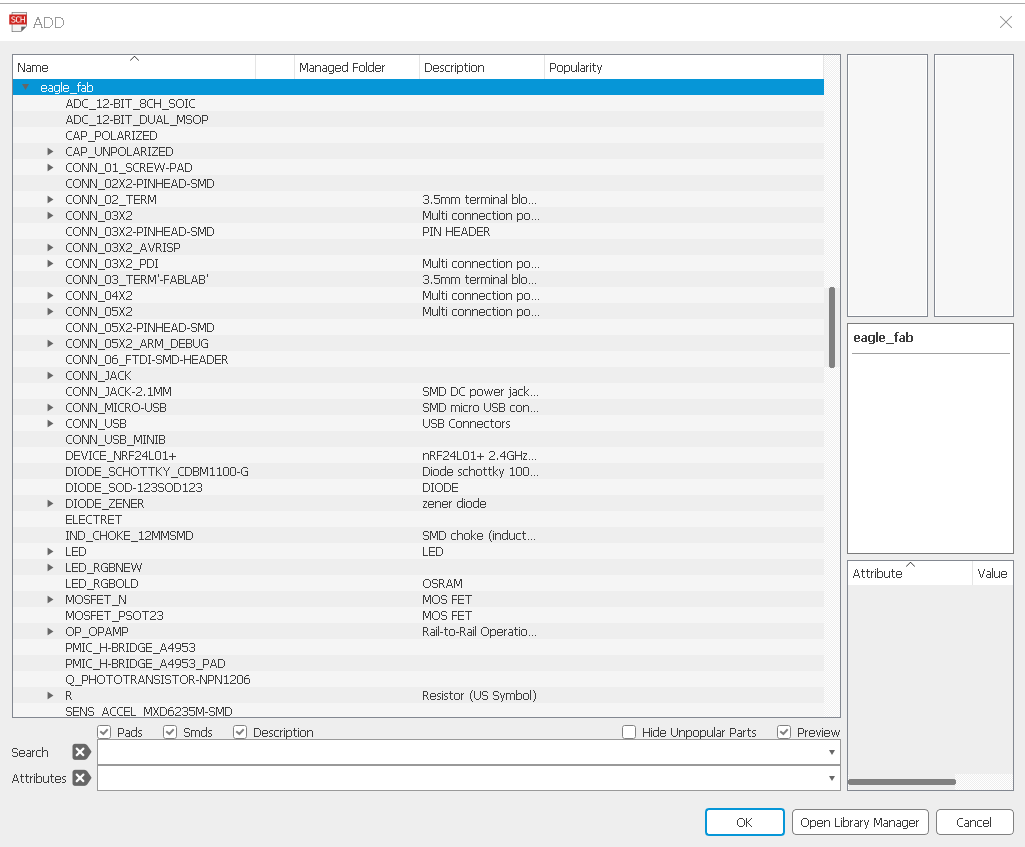 SCH ADD
Name Managed Folder Description Popularity
eagle_fab
ADC_12-BIT_8CH_SOIC
ADC_12-BIT_DUAL_MSOP
CAP_POLARIZED
CAP_UNPOLARIZED
CONN_01_SCREW-PAD
CONN_02X2-PINHEAD-SMD
CONN_02_TERM 3.5mm terminal blo...
CONN_03X2 Multi connection po...
CONN_03X2-PINHEAD-SMD PIN HEADER
CONN_03X2_AVRISP
CONN_03X2_PDI Multi connection po...
CONN_03_TERM'-FABLAB' 3.5mm terminal blo...
CONN_04X2 Multi connection po...
CONN_05X2 Multi connection po...
CONN_05X2-PINHEAD-SMD
CONN_05X2_ARM_DEBUG
CONN_06_FTDI-SMD-HEADER
CONN_JACK
CONN_JACK-2.1MM SMD DC power jack...
CONN_MICRO-USB SMD micro USB con...
CONN_USB USB Connectors
CONN_USB_MINIB
DEVICE_NRF24L01+ nRF24L01+ 2.4GHz...
DIODE_SCHOTTKY_CDBM1100-G Diode schottky 100...
DIODE_SOD-123SOD123 DIODE
DIODE_ZENER zener diode
ELECTRET
IND_CHOKE_12MMSMD SMD choke (induct...
LED LED
LED_RGBNEW
LED_RGBOLD OSRAM
MOSFET_N MOS FET
MOSFET_PSOT23 MOS FET
OP_OPAMP Rail-to-Rail Operatio...
PMIC_H-BRIDGE_A4953
PMIC_H-BRIDGE_A4953_PAD
Q_PHOTOTRANSISTOR-NPN1206
R Resistor (US Symbol)
SENS_ACCEL_MXD6235M-SMD
eagle_fab
Attribute Value
Pads Smds Description Hide Unpopular Parts Preview
Search
Attributes
OK Open Library Manager Cancel